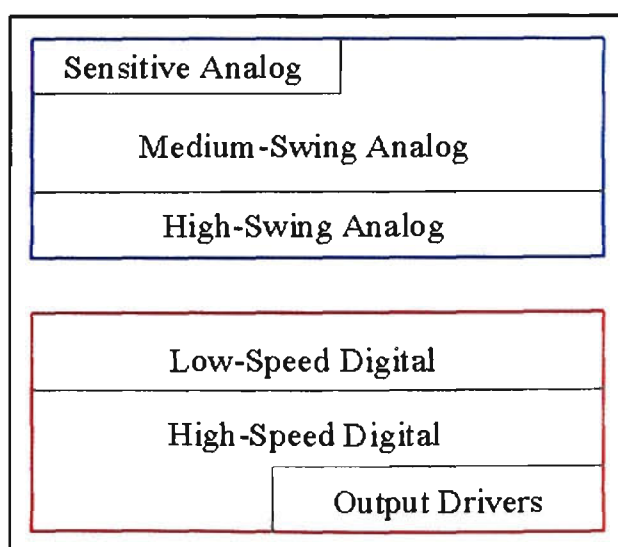 Sensitive Analog
Medium-Swing Analog
High-Swing Analog
Low-Speed Digital
High-Speed Digital
Output Drivers